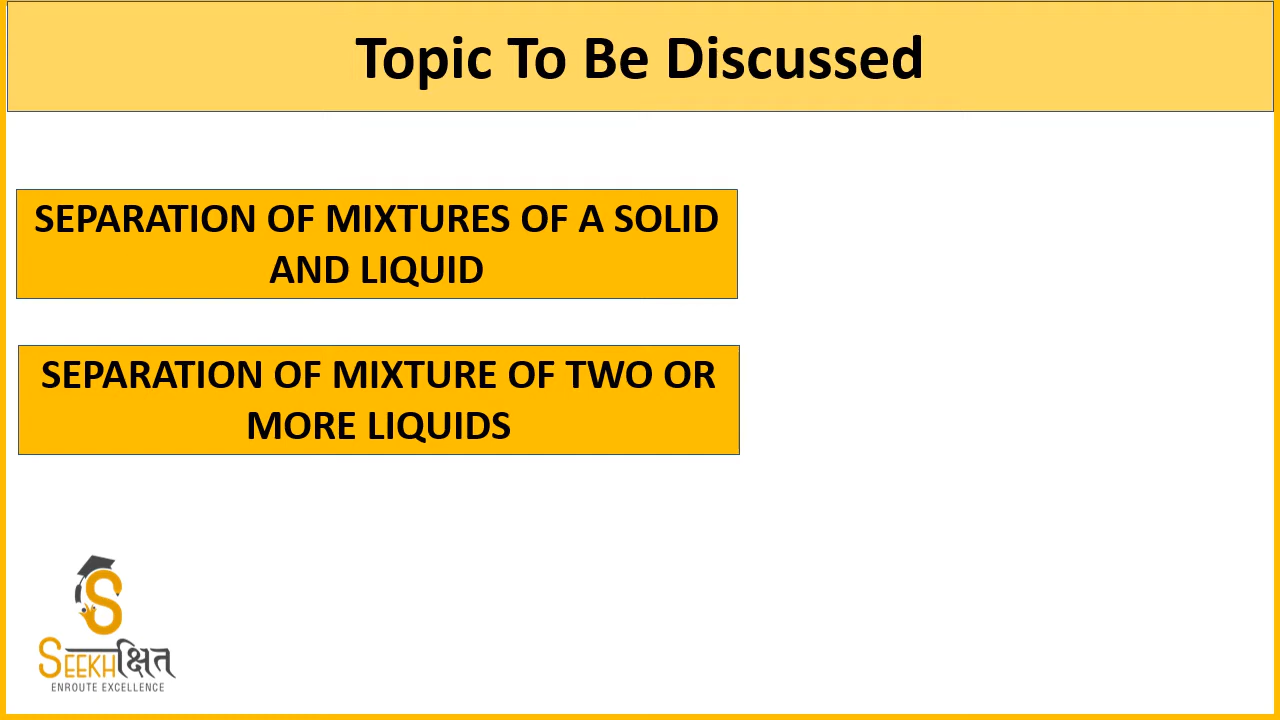 Topic To Be Discussed
SEPARATION OF MIXTURES OF A SOLID
AND LIQUID
SEPARATION OF MIXTURE OF TWO OR
MORE LIQUIDS
S
SEEKHक्षित
ENROUTE EXCELLENCE